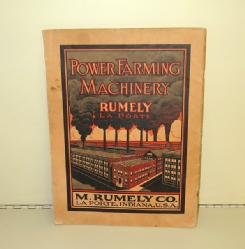 POWER FARMING
MACHINERY
RUMELY
LA PORTE
M. RUMELY CO.
LA PORTE, INDIANA, U.S.A.